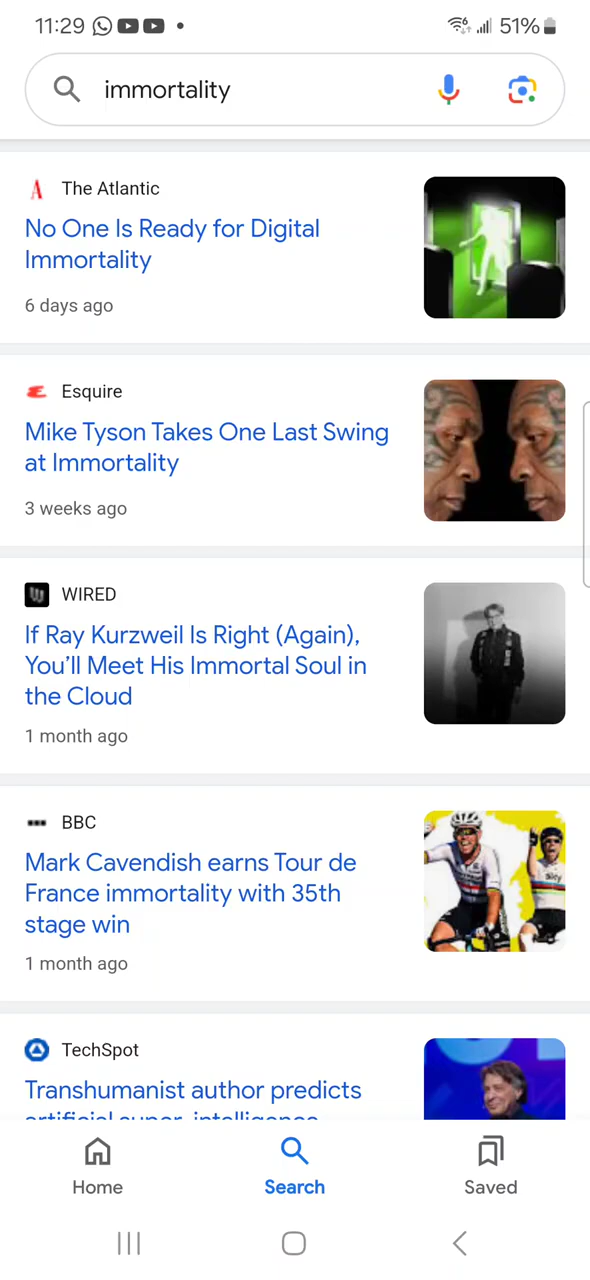 11:29 51%
immortality
The Atlantic
No One Is Ready for Digital
Immortality
6 days ago
Esquire
Mike Tyson Takes One Last Swing
at Immortality
3 weeks ago
WIRED
If Ray Kurzweil Is Right (Again),
You'll Meet His Immortal Soul in
the Cloud
1 month ago
BBC
Mark Cavendish earns Tour de
France immortality with 35th
stage win
1 month ago
TechSpot
Transhumanist author predicts
artificial super-intelligence
Home Search Saved